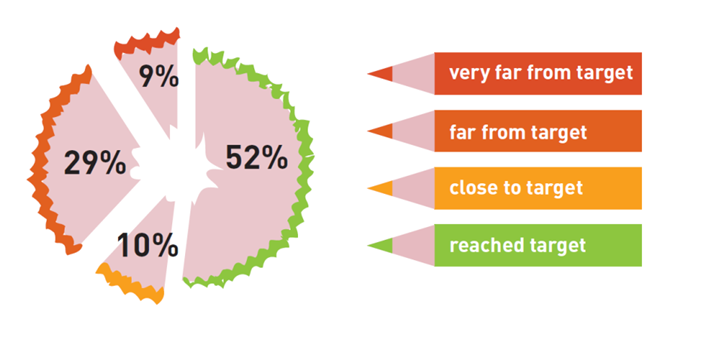 9%
29%
52%
10%
very far from target
far from target
close to target
reached target